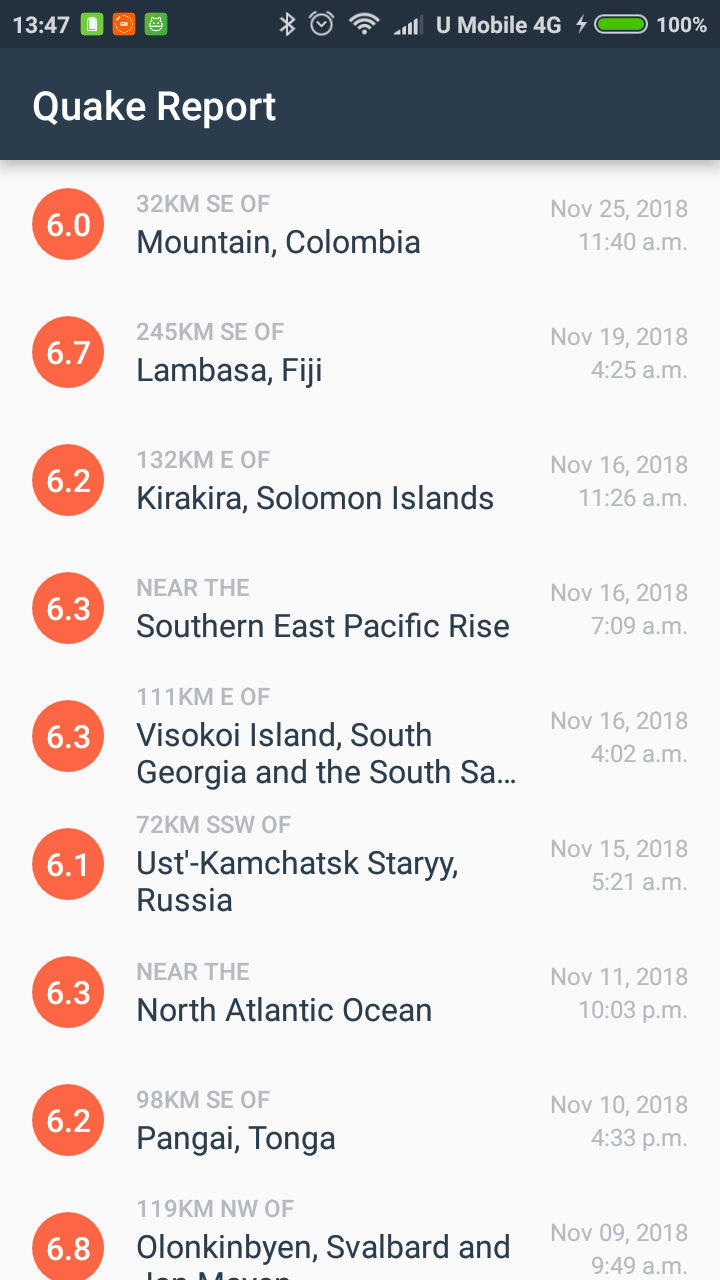 13:47 U Mobile 4G 100%
Quake Report
6.0
32KM SE OF
Mountain, Colombia
Nov 25, 2018
11:40 a.m.
6.7
245KM SE OF
Lambasa, Fiji
Nov 19, 2018
4:25 a.m.
6.2
132KM E OF
Kirakira, Solomon Islands
Nov 16, 2018
11:26 a.m.
6.3
NEAR THE
Southern East Pacific Rise
Nov 16, 2018
7:09 a.m.
6.3
111KM E OF
Visokoi Island, South
Georgia and the South Sa...
Nov 16, 2018
4:02 a.m.
6.1
72KM SSW OF
Ust'-Kamchatsk Staryy,
Russia
Nov 15, 2018
5:21 a.m.
6.3
NEAR THE
North Atlantic Ocean
Nov 11, 2018
10:03 p.m.
6.2
98KM SE OF
Pangai, Tonga
Nov 10, 2018
4:33 p.m.
6.8
119KM NW OF
Olonkinbyen, Svalbard and
Nov 09, 2018
9:49 a.m.